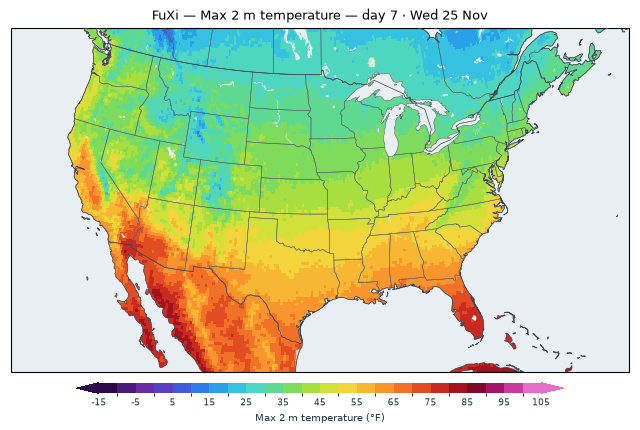 FuXi — Max 2 m temperature — day 7 · Wed 25 Nov
-15 -5 5 15 25 35 45 55 65 75 85 95 105
Max 2 m temperature (°F)